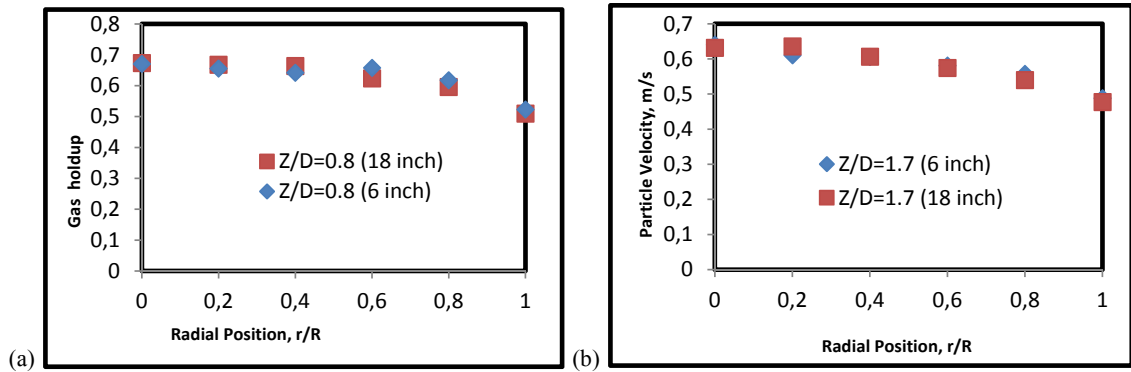 (a)
Gas holdup
0,8
0,7
0,6
0,5
0,4
0,3
0,2
0,1
0
Z/D=0.8 (18 inch)
Z/D=0.8 (6 inch)
0 0,2 0,4 0,6 0,8 1
Radial Position, r/R
(b)
Particle Velocity, m/s
0,7
0,6
0,5
0,4
0,3
0,2
0,1
0
Z/D=1.7 (6 inch)
Z/D=1.7 (18 inch)
0 0,2 0,4 0,6 0,8 1
Radial Position, r/R